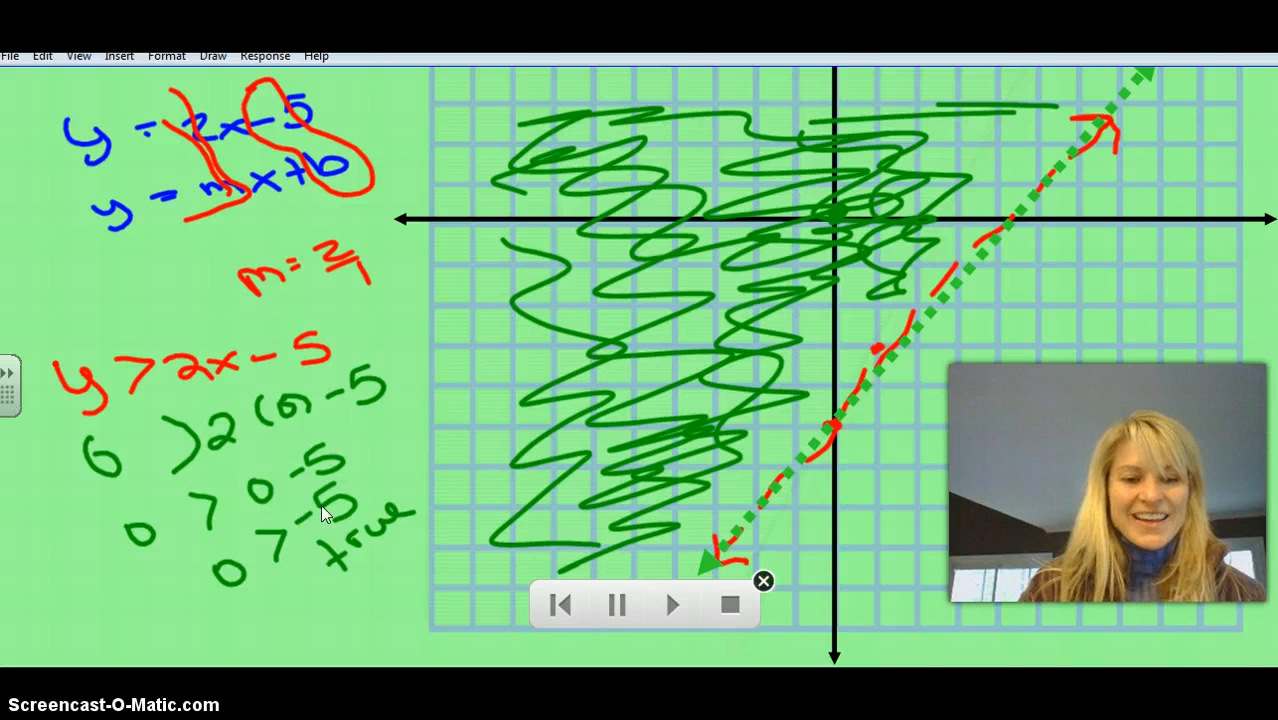 File Edit View Insert Format Draw Response Help
y = 2x - 5
y = mx + b
m = 2/1
y > 2x - 5
0 > 2 (0) - 5
0 > 0 - 5
0 > -5
true
Screencast-O-Matic.com